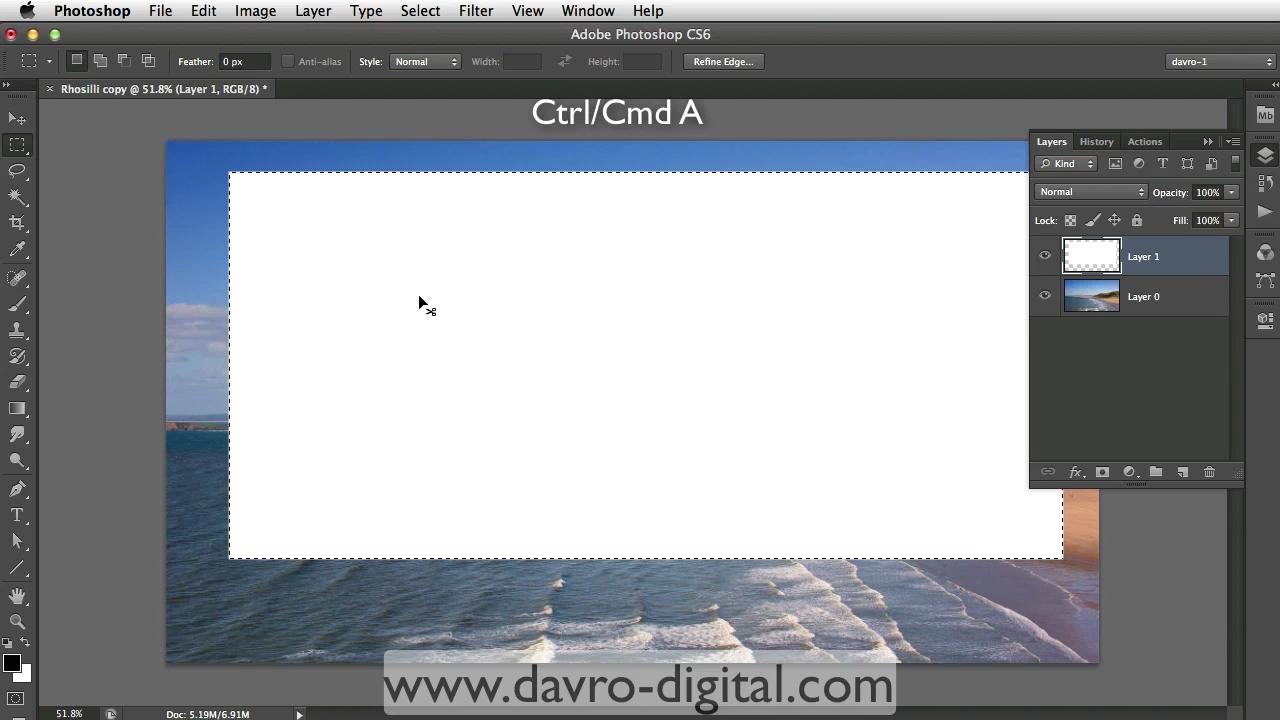 Photoshop File Edit Image Layer Type Select Filter View Window Help
Adobe Photoshop CS6
Feather: 0 px Anti-alias Style: Normal Width: Height: Refine Edge... davro-1
Rhosilli copy @ 51.8% (Layer 1, RGB/8) *
Ctrl/Cmd A
Mb
Layers History Actions
Kind
Normal Opacity: 100%
Lock: Fill: 100%
Layer 1
Layer 0
fx
www.davro-digital.com
51.8% Doc: 5.19M/6.91M